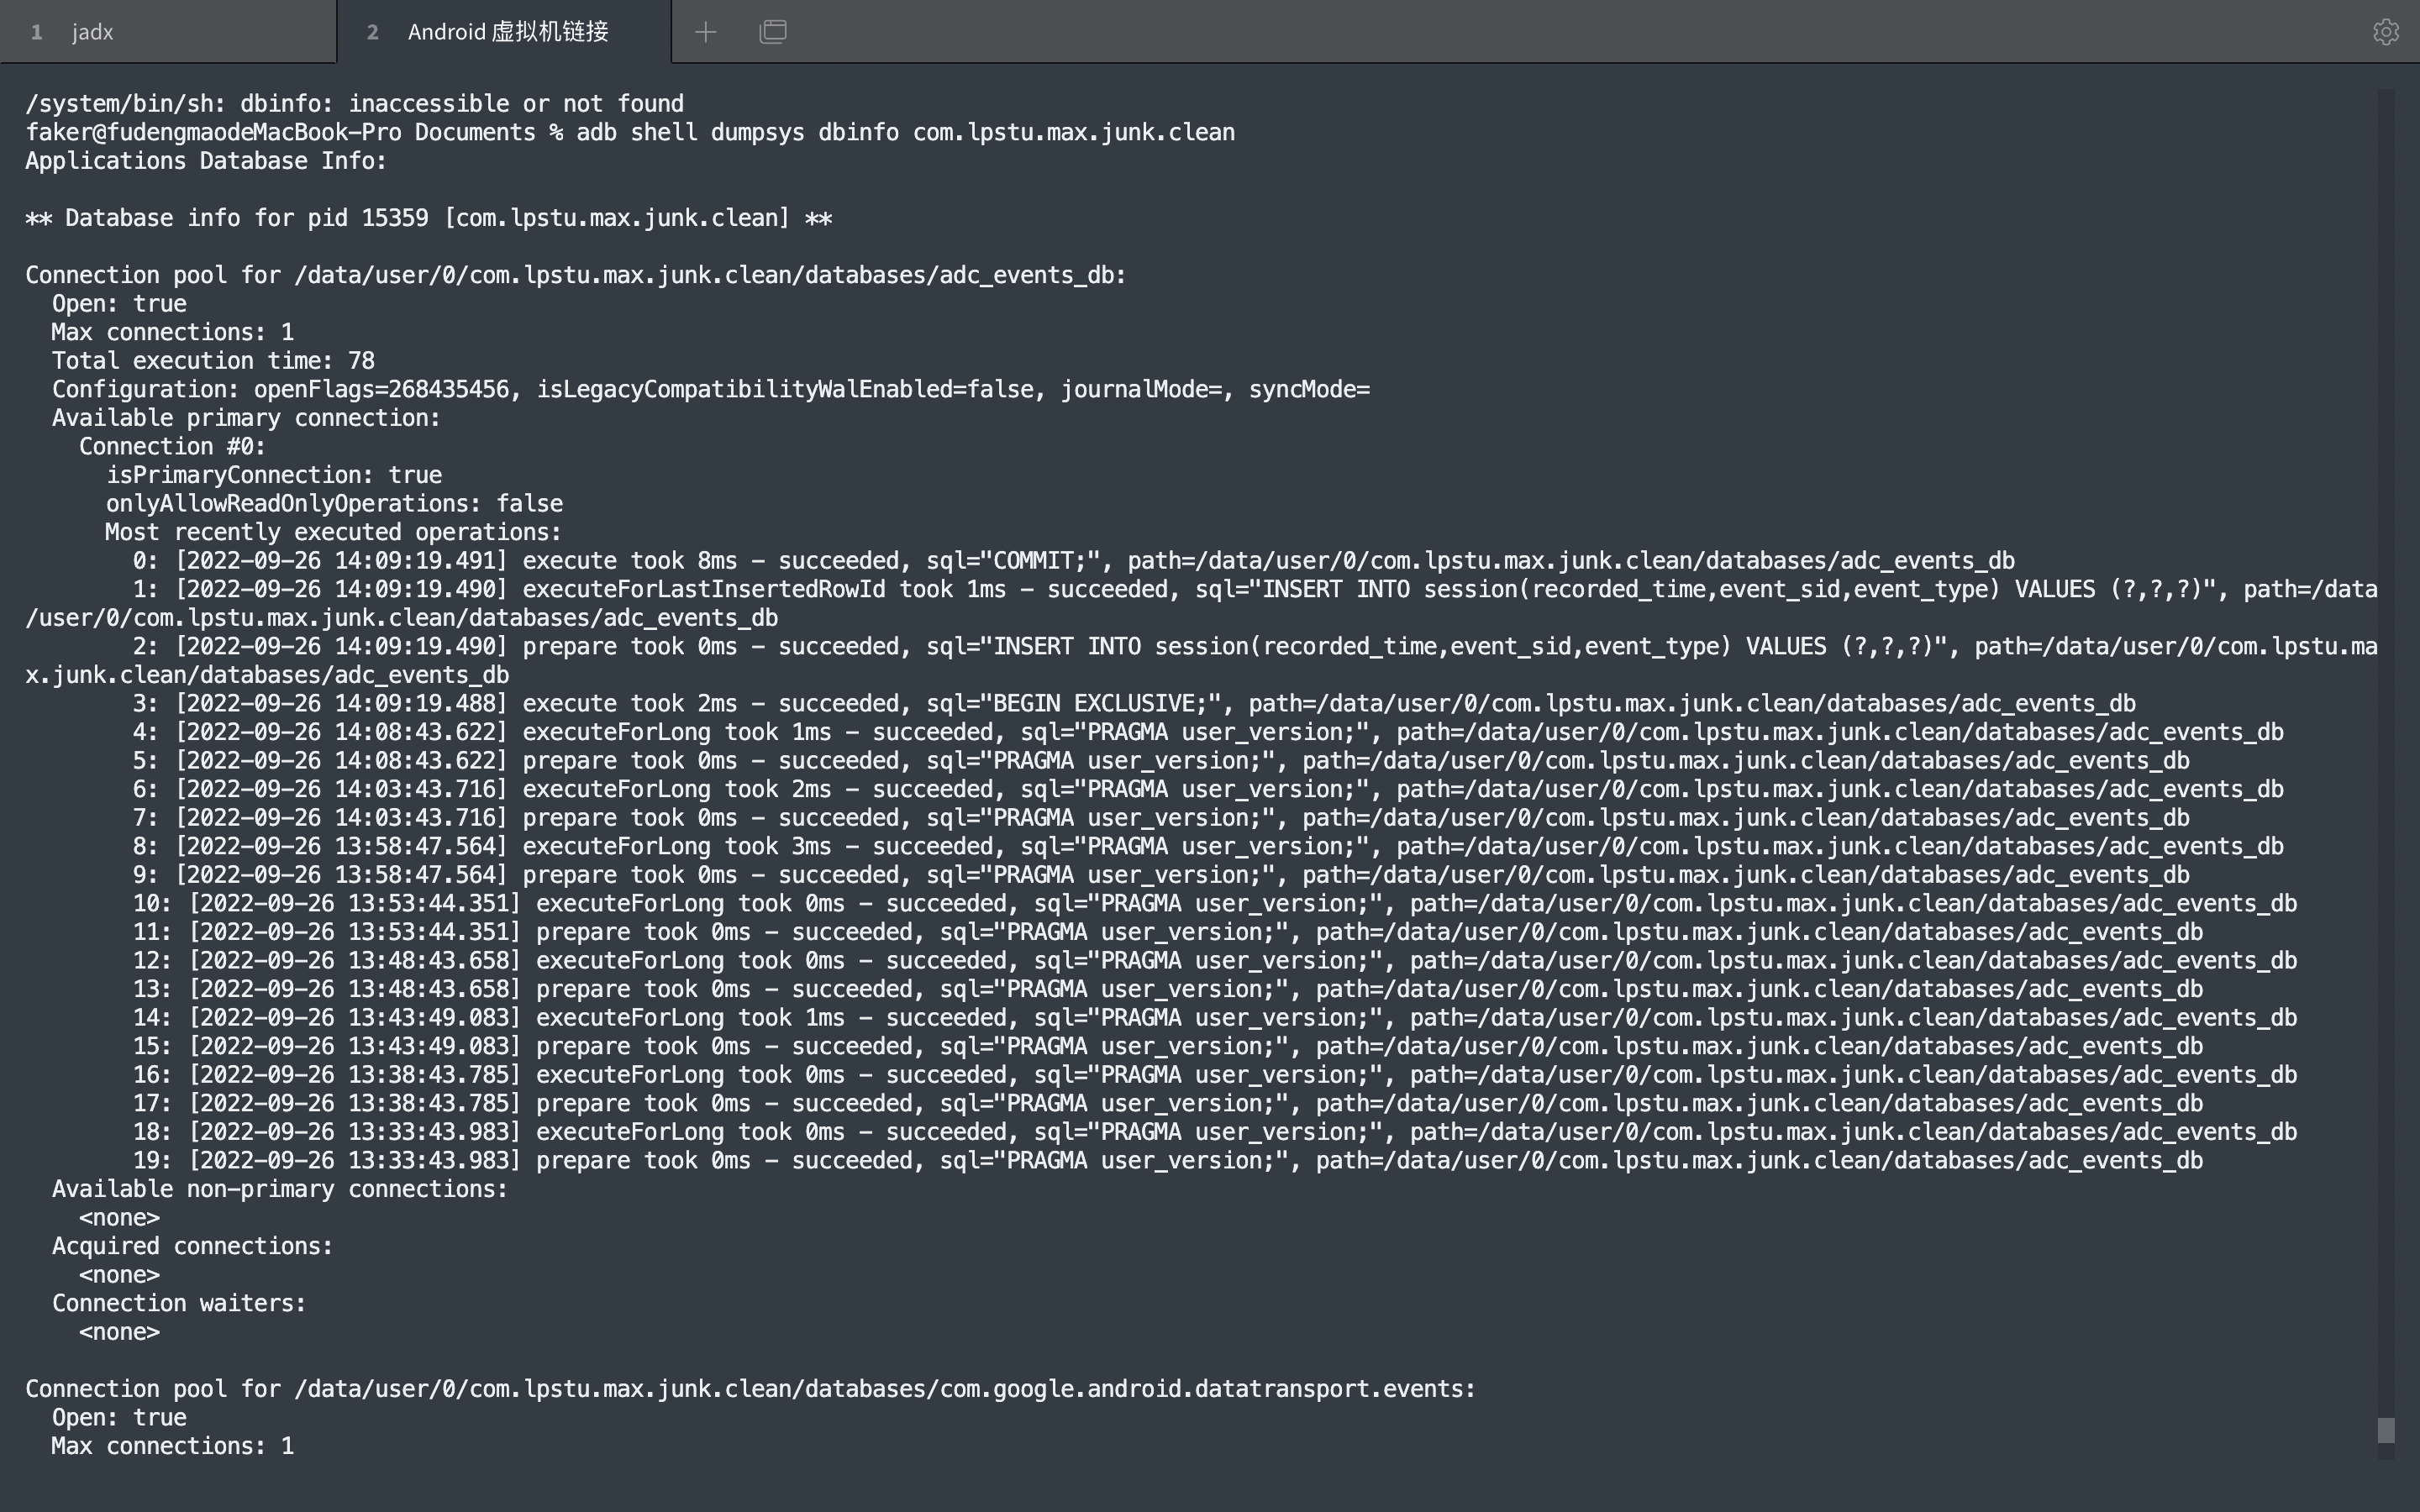 1 jadx 2 Android 虚拟机链接
/system/bin/sh: dbinfo: inaccessible or not found
faker@fudengmaodeMacBook-Pro Documents % adb shell dumpsys dbinfo com.lpstu.max.junk.clean
Applications Database Info:
** Database info for pid 15359 [com.lpstu.max.junk.clean] **
Connection pool for /data/user/0/com.lpstu.max.junk.clean/databases/adc_events_db:
Open: true
Max connections: 1
Total execution time: 78
Configuration: openFlags=268435456, isLegacyCompatibilityWalEnabled=false, journalMode=, syncMode=
Available primary connection:
Connection #0:
isPrimaryConnection: true
onlyAllowReadOnlyOperations: false
Most recently executed operations:
0: [2022-09-26 14:09:19.491] execute took 8ms - succeeded, sql="COMMIT;", path=/data/user/0/com.lpstu.max.junk.clean/databases/adc_events_db
1: [2022-09-26 14:09:19.490] executeForLastInsertedRowId took 1ms - succeeded, sql="INSERT INTO session(recorded_time,event_sid,event_type) VALUES (?,?,?)", path=/data
/user/0/com.lpstu.max.junk.clean/databases/adc_events_db
2: [2022-09-26 14:09:19.490] prepare took 0ms - succeeded, sql="INSERT INTO session(recorded_time,event_sid,event_type) VALUES (?,?,?)", path=/data/user/0/com.lpstu.ma
x.junk.clean/databases/adc_events_db
3: [2022-09-26 14:09:19.488] execute took 2ms - succeeded, sql="BEGIN EXCLUSIVE;", path=/data/user/0/com.lpstu.max.junk.clean/databases/adc_events_db
4: [2022-09-26 14:08:43.622] executeForLong took 1ms - succeeded, sql="PRAGMA user_version;", path=/data/user/0/com.lpstu.max.junk.clean/databases/adc_events_db
5: [2022-09-26 14:08:43.622] prepare took 0ms - succeeded, sql="PRAGMA user_version;", path=/data/user/0/com.lpstu.max.junk.clean/databases/adc_events_db
6: [2022-09-26 14:03:43.716] executeForLong took 2ms - succeeded, sql="PRAGMA user_version;", path=/data/user/0/com.lpstu.max.junk.clean/databases/adc_events_db
7: [2022-09-26 14:03:43.716] prepare took 0ms - succeeded, sql="PRAGMA user_version;", path=/data/user/0/com.lpstu.max.junk.clean/databases/adc_events_db
8: [2022-09-26 13:58:47.564] executeForLong took 3ms - succeeded, sql="PRAGMA user_version;", path=/data/user/0/com.lpstu.max.junk.clean/databases/adc_events_db
9: [2022-09-26 13:58:47.564] prepare took 0ms - succeeded, sql="PRAGMA user_version;", path=/data/user/0/com.lpstu.max.junk.clean/databases/adc_events_db
10: [2022-09-26 13:53:44.351] executeForLong took 0ms - succeeded, sql="PRAGMA user_version;", path=/data/user/0/com.lpstu.max.junk.clean/databases/adc_events_db
11: [2022-09-26 13:53:44.351] prepare took 0ms - succeeded, sql="PRAGMA user_version;", path=/data/user/0/com.lpstu.max.junk.clean/databases/adc_events_db
12: [2022-09-26 13:48:43.658] executeForLong took 0ms - succeeded, sql="PRAGMA user_version;", path=/data/user/0/com.lpstu.max.junk.clean/databases/adc_events_db
13: [2022-09-26 13:48:43.658] prepare took 0ms - succeeded, sql="PRAGMA user_version;", path=/data/user/0/com.lpstu.max.junk.clean/databases/adc_events_db
14: [2022-09-26 13:43:49.083] executeForLong took 1ms - succeeded, sql="PRAGMA user_version;", path=/data/user/0/com.lpstu.max.junk.clean/databases/adc_events_db
15: [2022-09-26 13:43:49.083] prepare took 0ms - succeeded, sql="PRAGMA user_version;", path=/data/user/0/com.lpstu.max.junk.clean/databases/adc_events_db
16: [2022-09-26 13:38:43.785] executeForLong took 0ms - succeeded, sql="PRAGMA user_version;", path=/data/user/0/com.lpstu.max.junk.clean/databases/adc_events_db
17: [2022-09-26 13:38:43.785] prepare took 0ms - succeeded, sql="PRAGMA user_version;", path=/data/user/0/com.lpstu.max.junk.clean/databases/adc_events_db
18: [2022-09-26 13:33:43.983] executeForLong took 0ms - succeeded, sql="PRAGMA user_version;", path=/data/user/0/com.lpstu.max.junk.clean/databases/adc_events_db
19: [2022-09-26 13:33:43.983] prepare took 0ms - succeeded, sql="PRAGMA user_version;", path=/data/user/0/com.lpstu.max.junk.clean/databases/adc_events_db
Available non-primary connections:
<none>
Acquired connections:
<none>
Connection waiters:
<none>
Connection pool for /data/user/0/com.lpstu.max.junk.clean/databases/com.google.android.datatransport.events:
Open: true
Max connections: 1